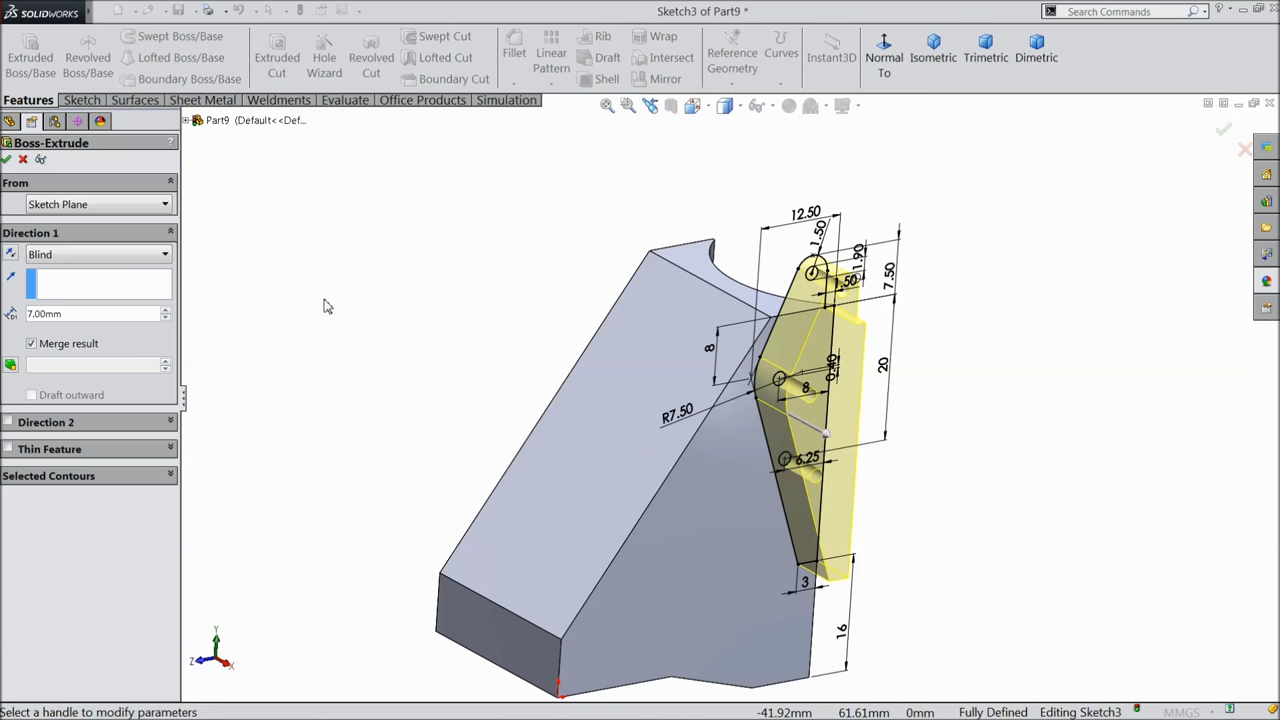 SOLIDWORKS
Sketch3 of Part9 *
Search Commands
Extruded Boss/Base
Revolved Boss/Base
Swept Boss/Base
Lofted Boss/Base
Boundary Boss/Base
Extruded Cut
Hole Wizard
Revolved Cut
Swept Cut
Lofted Cut
Boundary Cut
Fillet
Linear Pattern
Rib
Draft
Shell
Wrap
Intersect
Mirror
Reference Geometry
Curves
Instant3D
Normal To
Isometric
Trimetric
Dimetric
Features
Sketch
Surfaces
Sheet Metal
Weldments
Evaluate
Office Products
Simulation
Part9 (Default<<Def...
Boss-Extrude
?
From
Sketch Plane
Direction 1
Blind
7.00mm
Merge result
Draft outward
Direction 2
Thin Feature
Selected Contours
12.50
1.50
1.90
1.50
7.50
8
0.40
8
20
R7.50
6.25
3
16
Y
Z
X
Select a handle to modify parameters
-41.92mm
61.61mm
0mm
Fully Defined
Editing Sketch3
MMGS